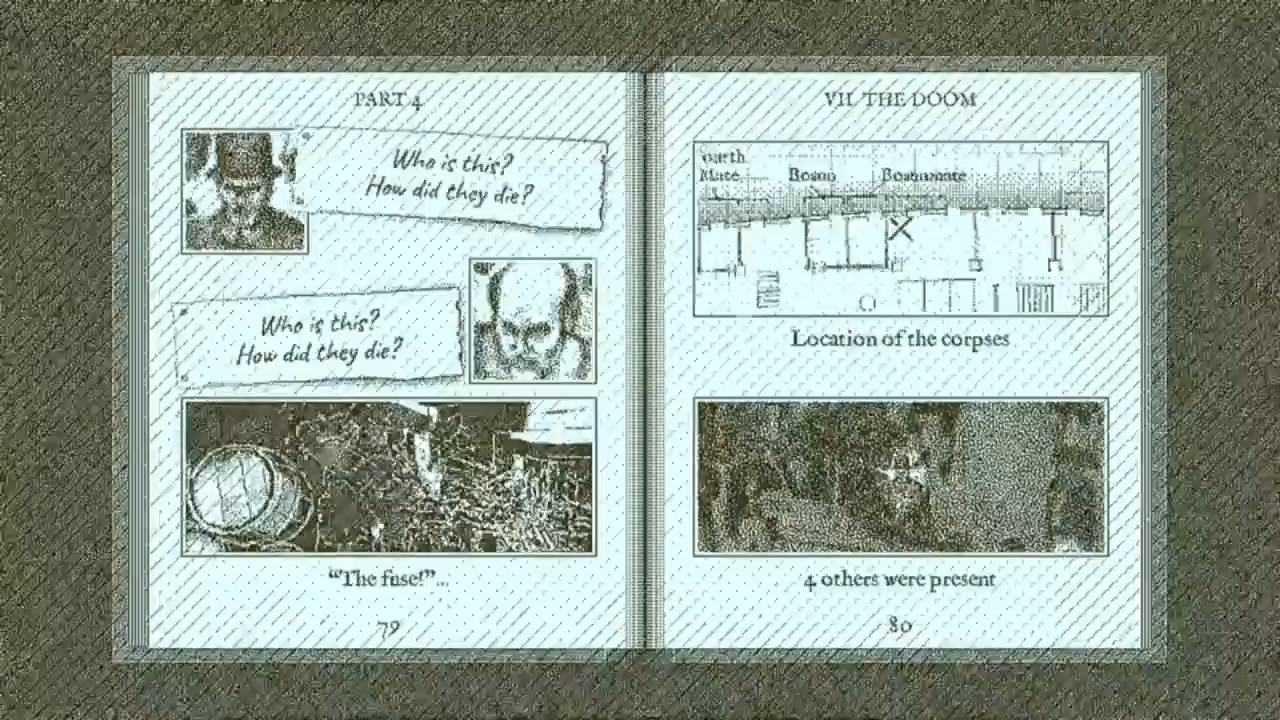 PART 4
Who is this?
How did they die?
Who is this?
How did they die?
"The fuse!"...
79
VII. THE DOOM
Mate
Bosun
Bosunmate
Location of the corpses
4 others were present
80